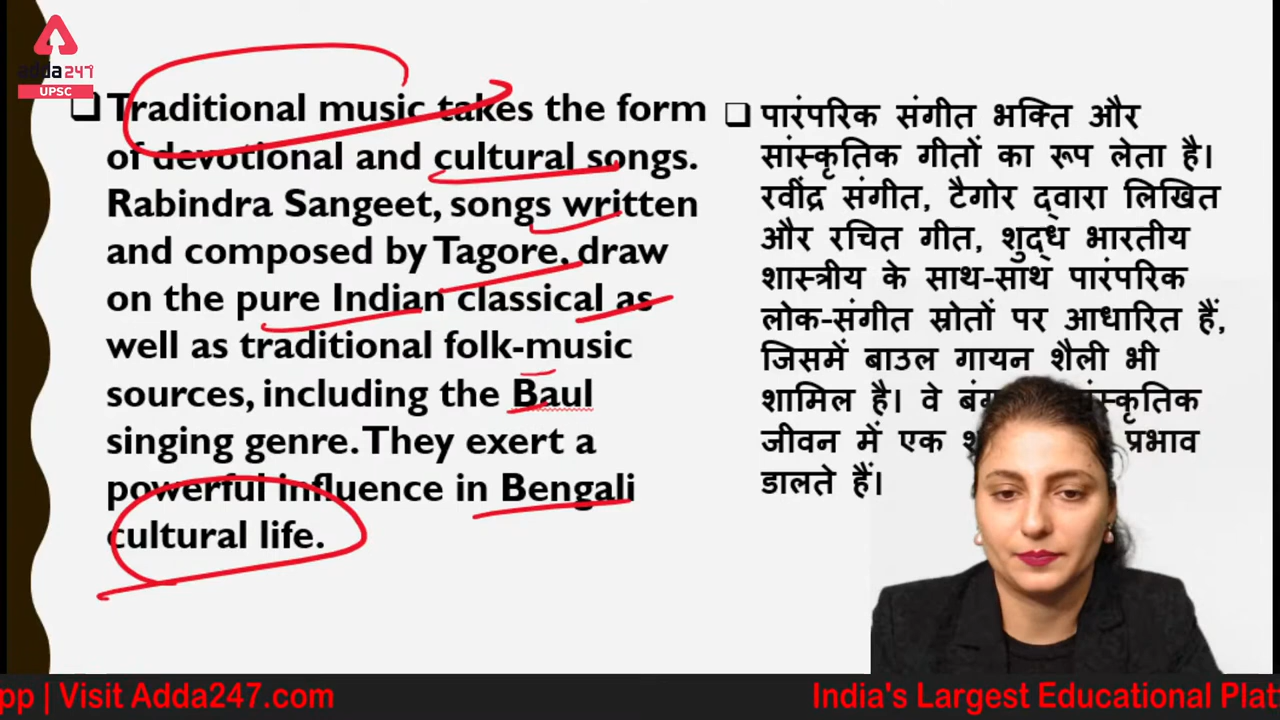 adda247
UPSC
❑ Traditional music takes the form
of devotional and cultural songs.
Rabindra Sangeet, songs written
and composed by Tagore, draw
on the pure Indian classical as
well as traditional folk-music
sources, including the Baul
singing genre. They exert a
powerful influence in Bengali
cultural life.
❑ पारंपरिक संगीत भक्ति और
सांस्कृतिक गीतों का रूप लेता है।
रवींद्र संगीत, टैगोर द्वारा लिखित
और रचित गीत, शुद्ध भारतीय
शास्त्रीय के साथ-साथ पारंपरिक
लोक-संगीत स्रोतों पर आधारित हैं,
जिसमें बाउल गायन शैली भी
शामिल है। वे
जीवन में एक प्रभाव
डालते हैं।
pp | Visit Adda247.com
India's Largest Educational Plat